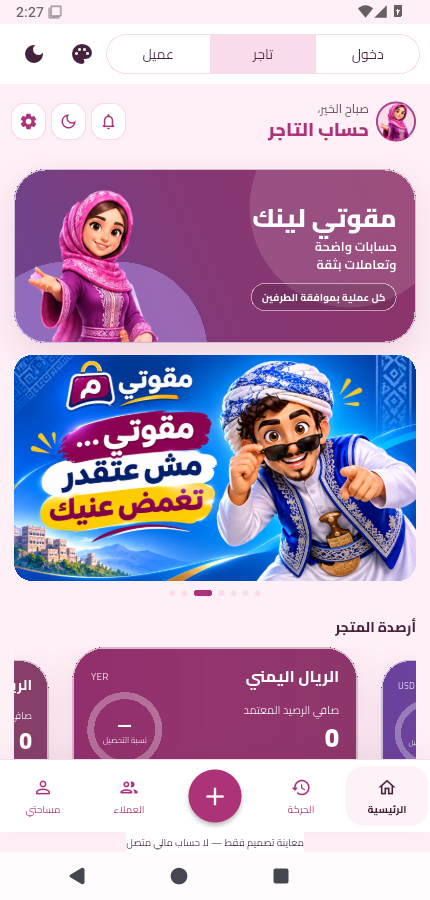 2:27
دخول
تاجر
عميل
صباح الخير،
حساب التاجر
مقوتي لينك
حسابات واضحة
وتعاملات بثقة
كل عملية بموافقة الطرفين
مقوتي
مقوتي...
مش عتقدر
تغمض عنيك
أرصدة المتجر
الريال اليمني
YER
صافي الرصيد المعتمد
0
نسبة التحصيل
USD
0
الرئيسية
الحركة
العملاء
مساحتي
معاينة تصميم فقط — لا حساب مالي متصل